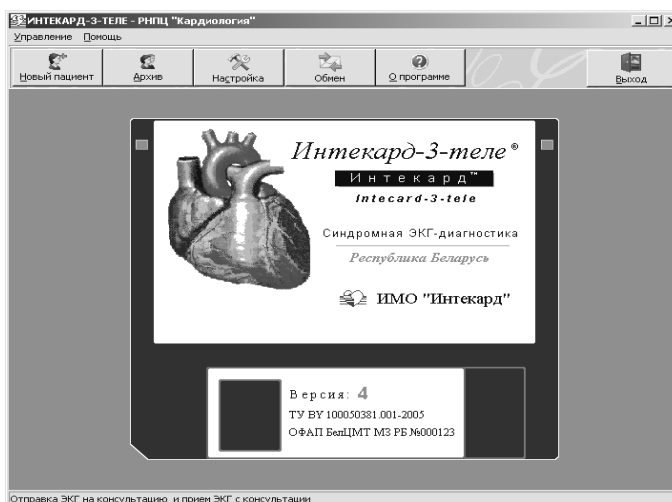 ИНТЕКАРД-3-ТЕЛЕ - РНПЦ "Кардиология"
Управление Помощь
Новый пациент Архив Настройка Обмен О программе Выход
Интекард-3-теле ®
Интекард™
Intecard-3-tele
Синдромная ЭКГ-диагностика
Республика Беларусь
ИМО "Интекард"
Версия: 4
ТУ BY 100050381.001-2005
ОФАП БелЦМТ МЗ РБ №000123
Отправка ЭКГ на консультацию и прием ЭКГ с консультации